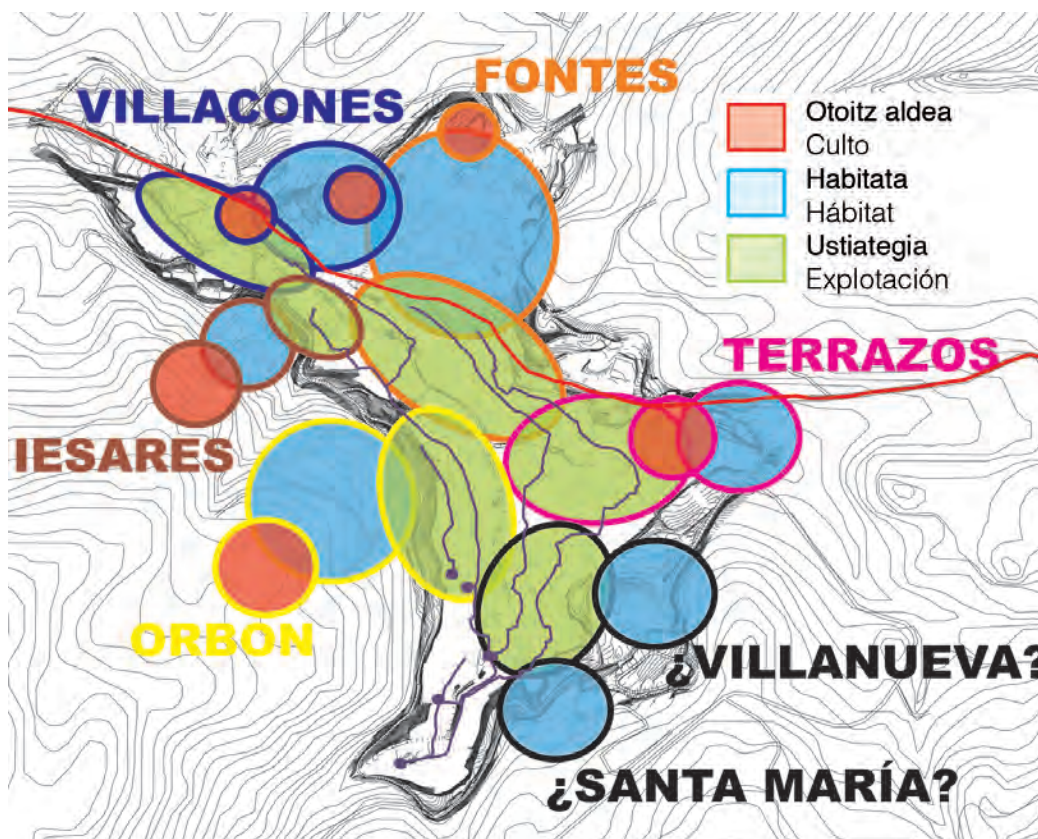 FONTES
VILLACONES
Otoitz aldea
Culto
Habitata
Hábitat
Ustiategia
Explotación
TERRAZOS
IESARES
ORBON
¿VILLANUEVA?
¿SANTA MARÍA?